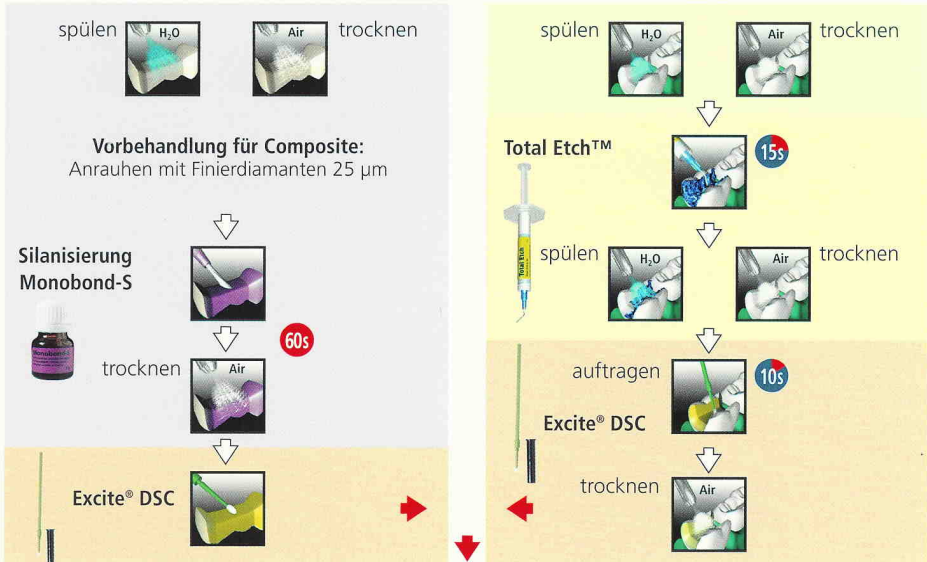 spülen
H₂O
Air
trocknen
Vorbehandlung für Composite:
Anrauhen mit Finierdiamanten 25 µm
Silanisierung
Monobond-S
Monobond-S
60s
trocknen
Air
Excite® DSC
spülen
H₂O
Air
trocknen
Total Etch™
15s
Total Etch
spülen
H₂O
Air
trocknen
auftragen
10s
Excite® DSC
trocknen
Air